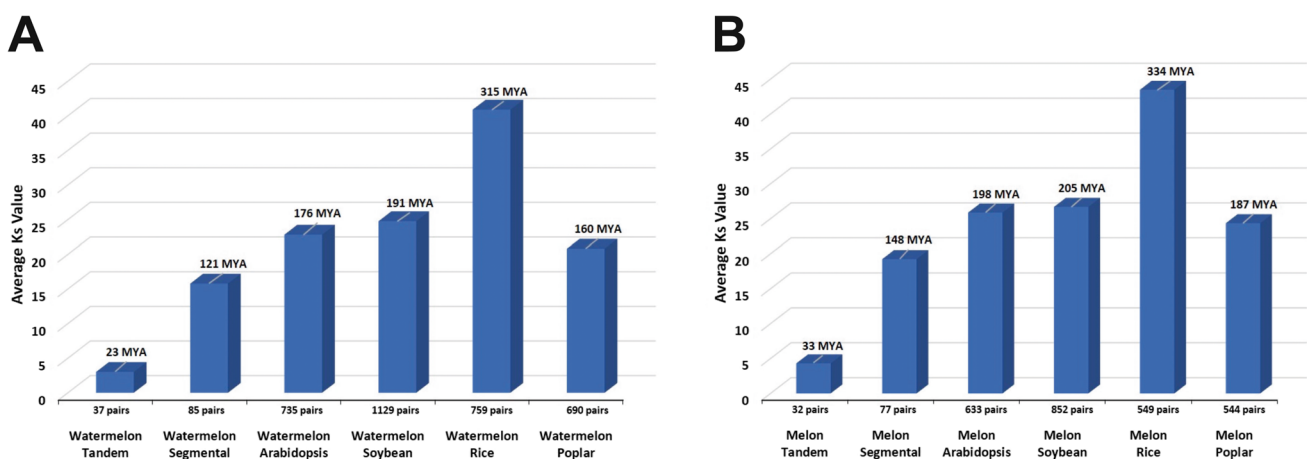 A
Average Ks Value
45
40
35
30
25
20
15
10
5
0
23 MYA
121 MYA
176 MYA
191 MYA
315 MYA
160 MYA
37 pairs
85 pairs
735 pairs
1129 pairs
759 pairs
690 pairs
Watermelon
Tandem
Watermelon
Segmental
Watermelon
Arabidopsis
Watermelon
Soybean
Watermelon
Rice
Watermelon
Poplar
B
Average Ks Value
45
40
35
30
25
20
15
10
5
0
33 MYA
148 MYA
198 MYA
205 MYA
334 MYA
187 MYA
32 pairs
77 pairs
633 pairs
852 pairs
549 pairs
544 pairs
Melon
Tandem
Melon
Segmental
Melon
Arabidopsis
Melon
Soybean
Melon
Rice
Melon
Poplar